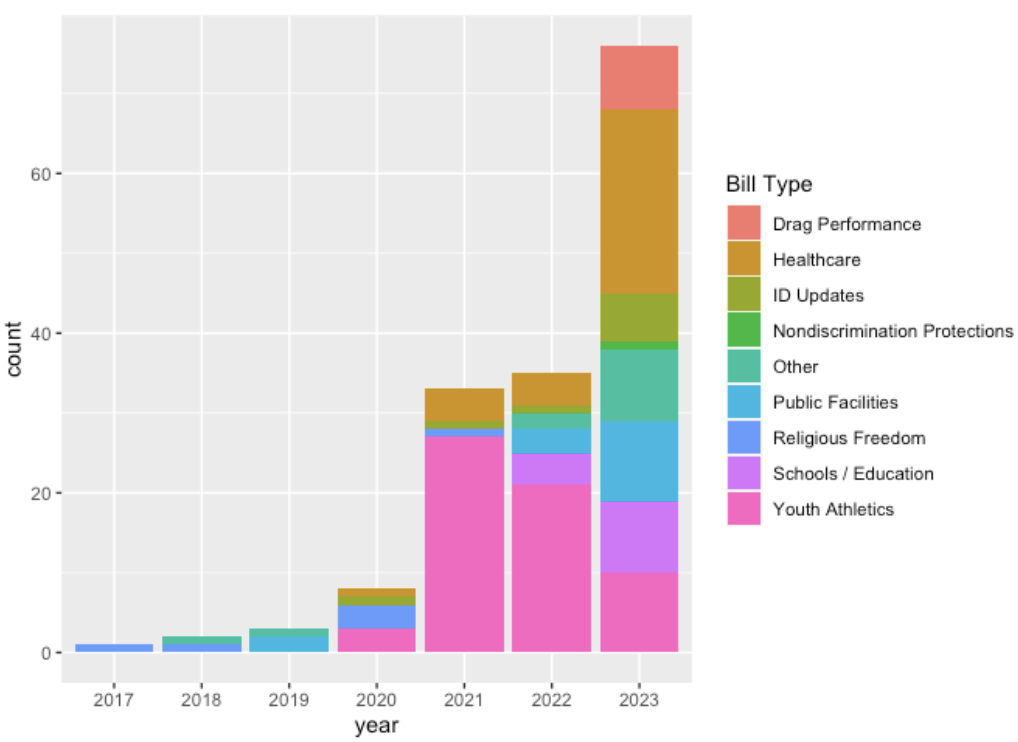 count
60
40
20
0
2017 2018 2019 2020 2021 2022 2023
year
Bill Type
Drag Performance
Healthcare
ID Updates
Nondiscrimination Protections
Other
Public Facilities
Religious Freedom
Schools / Education
Youth Athletics